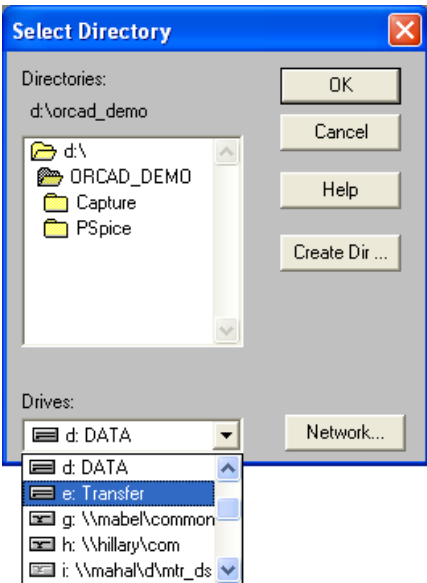 Select Directory
Directories:
d:\orcad_demo
d:\
ORCAD_DEMO
Capture
PSpice
OK
Cancel
Help
Create Dir ...
Drives:
d: DATA
Network...
d: DATA
e: Transfer
g: \\mabel\common
h: \\hillary\com
i: \\mahal\d\mtr_ds